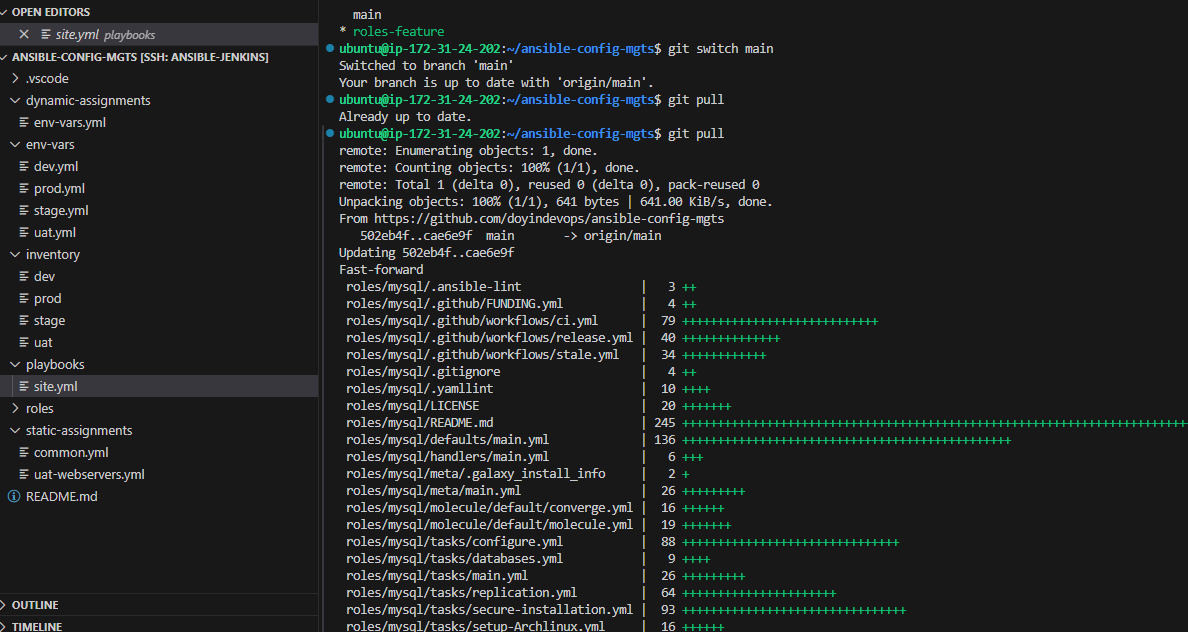 OPEN EDITORS
site.yml playbooks
ANSIBLE-CONFIG-MGTS [SSH: ANSIBLE-JENKINS]
.vscode
dynamic-assignments
env-vars.yml
env-vars
dev.yml
prod.yml
stage.yml
uat.yml
inventory
dev
prod
stage
uat
playbooks
site.yml
roles
static-assignments
common.yml
uat-webservers.yml
README.md
OUTLINE
TIMELINE
main
* roles-feature
ubuntu@ip-172-31-24-202:~/ansible-config-mgts$ git switch main
Switched to branch 'main'
Your branch is up to date with 'origin/main'.
ubuntu@ip-172-31-24-202:~/ansible-config-mgts$ git pull
Already up to date.
ubuntu@ip-172-31-24-202:~/ansible-config-mgts$ git pull
remote: Enumerating objects: 1, done.
remote: Counting objects: 100% (1/1), done.
remote: Total 1 (delta 0), reused 0 (delta 0), pack-reused 0
Unpacking objects: 100% (1/1), 641 bytes | 641.00 KiB/s, done.
From https://github.com/doyindevops/ansible-config-mgts
502eb4f..cae6e9f main -> origin/main
Updating 502eb4f..cae6e9f
Fast-forward
roles/mysql/.ansible-lint | 3 ++
roles/mysql/.github/FUNDING.yml | 4 ++
roles/mysql/.github/workflows/ci.yml | 79 ++++++++++++++++++++++++++++
roles/mysql/.github/workflows/release.yml | 40 ++++++++++++++
roles/mysql/.github/workflows/stale.yml | 34 ++++++++++++
roles/mysql/.gitignore | 4 ++
roles/mysql/.yamllint | 10 ++++
roles/mysql/LICENSE | 20 +++++++
roles/mysql/README.md | 245 ++++++++++++++++++++++++++++++++++++++++++++++++++++++++++++++++++++++++
roles/mysql/defaults/main.yml | 136 +++++++++++++++++++++++++++++++++++++++++++++++
roles/mysql/handlers/main.yml | 6 +++
roles/mysql/meta/.galaxy_install_info | 2 +
roles/mysql/meta/main.yml | 26 +++++++++
roles/mysql/molecule/default/converge.yml | 16 ++++++
roles/mysql/molecule/default/molecule.yml | 19 +++++++
roles/mysql/tasks/configure.yml | 88 +++++++++++++++++++++++++++++++
roles/mysql/tasks/databases.yml | 9 ++++
roles/mysql/tasks/main.yml | 26 +++++++++
roles/mysql/tasks/replication.yml | 64 ++++++++++++++++++++++
roles/mysql/tasks/secure-installation.yml | 93 ++++++++++++++++++++++++++++++++
roles/mysql/tasks/setup-Archlinux.yml | 16 ++++++